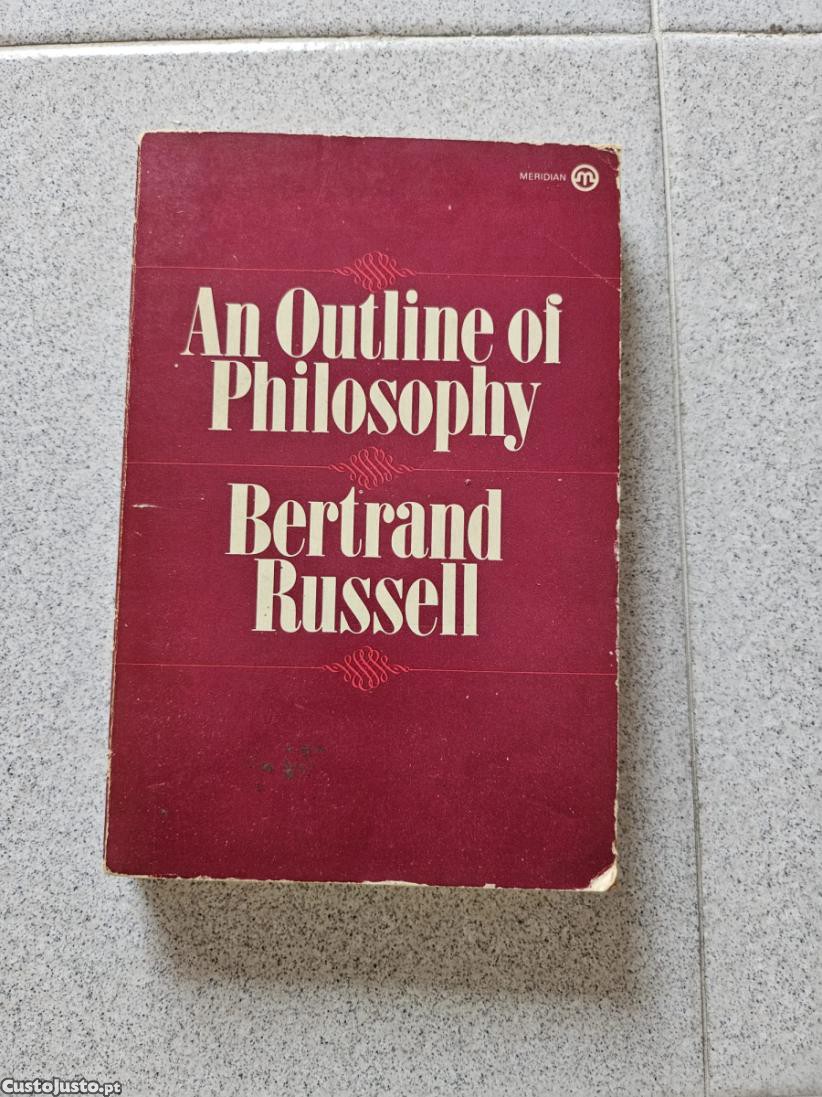 MERIDIAN
An Outline of
Philosophy
Bertrand
Russell
CustoJusto.pt